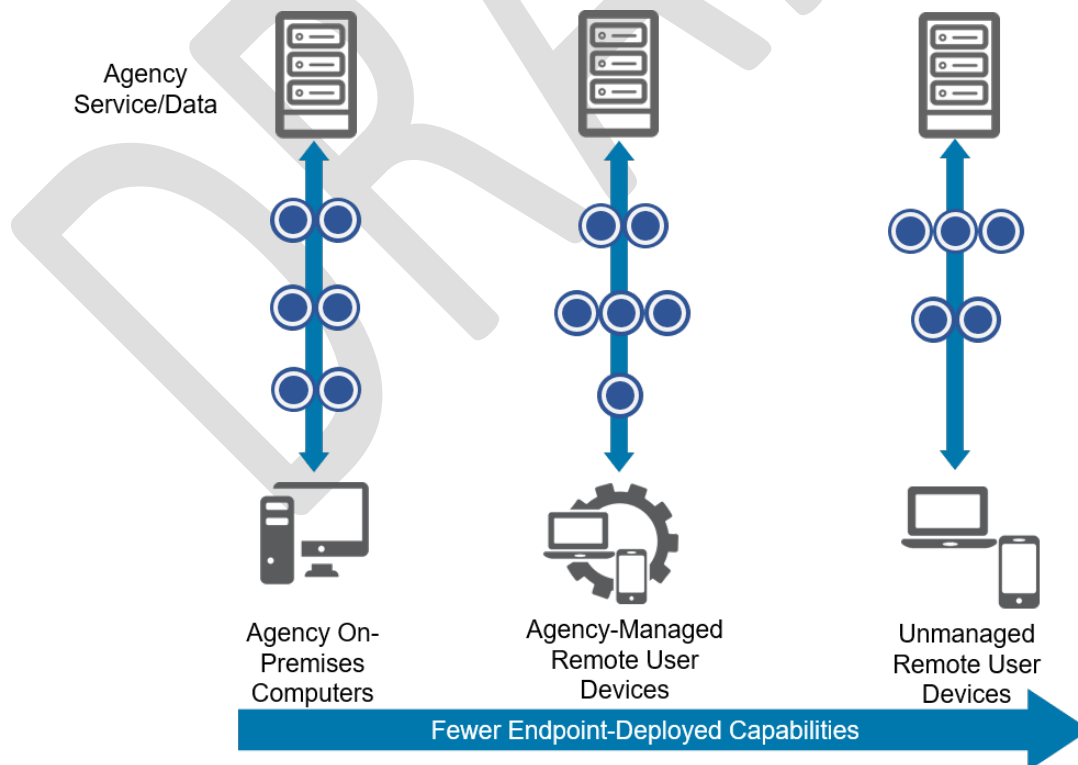 Agency
Service/Data
Agency On-
Premises
Computers
Agency-Managed
Remote User
Devices
Unmanaged
Remote User
Devices
Fewer Endpoint-Deployed Capabilities